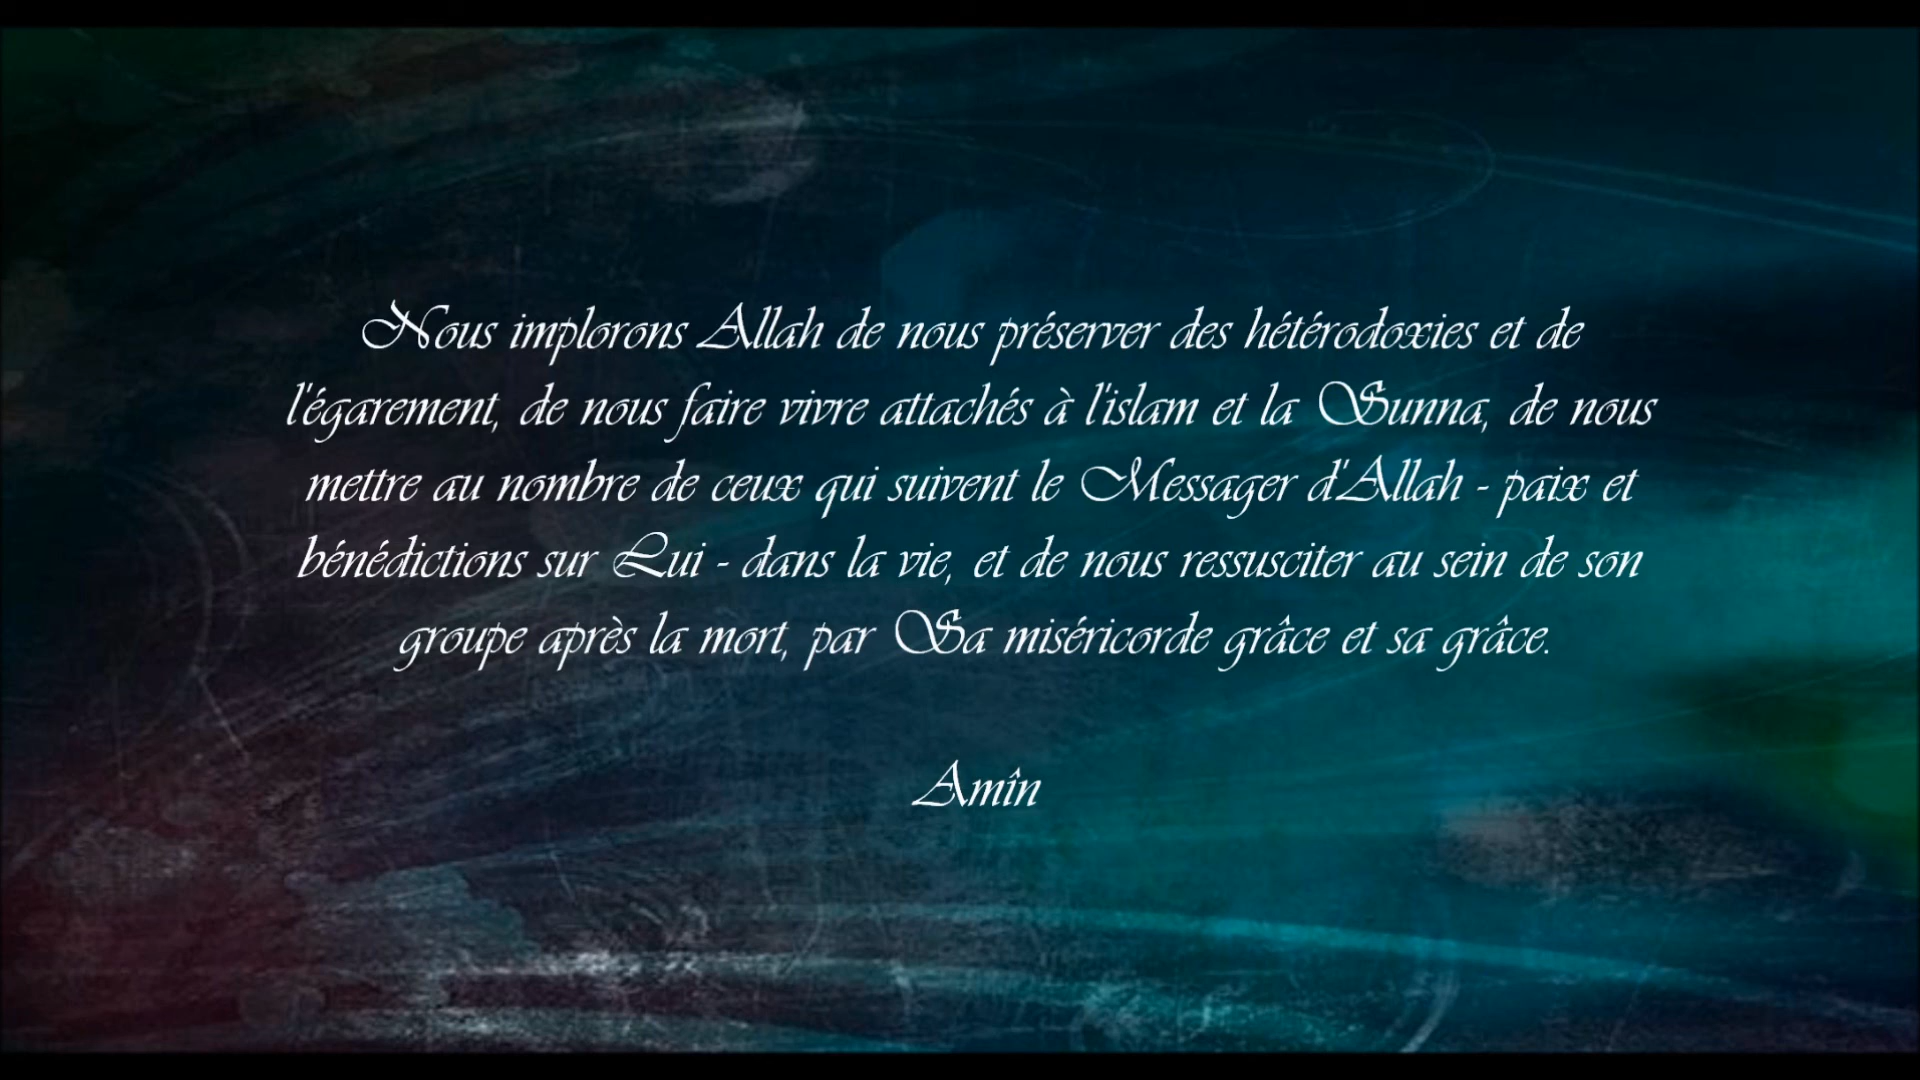 Nous implorons Allah de nous préserver des hétérodoxies et de
l'égarement, de nous faire vivre attachés à l'islam et la Sunna, de nous
mettre au nombre de ceux qui suivent le Messager d'Allah - paix et
bénédictions sur Lui - dans la vie, et de nous ressusciter au sein de son
groupe après la mort, par Sa miséricorde grâce et sa grâce.
Amîn